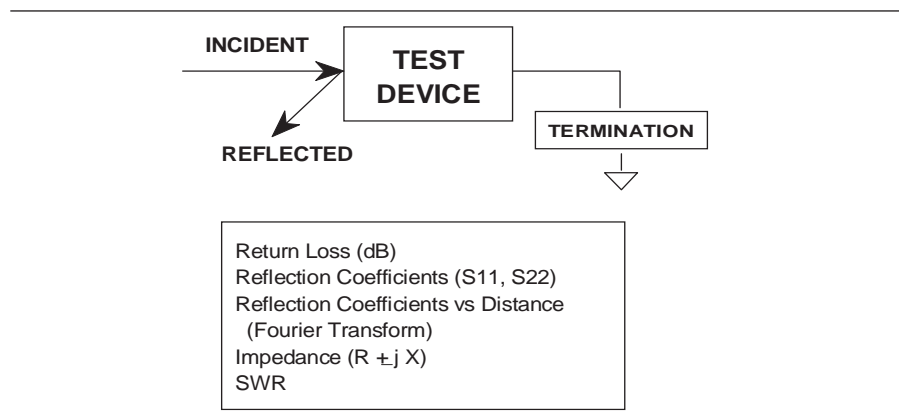 INCIDENT
TEST
DEVICE
TERMINATION
REFLECTED
Return Loss (dB)
Reflection Coefficients (S11, S22)
Reflection Coefficients vs Distance
(Fourier Transform)
Impedance (R ± j X)
SWR